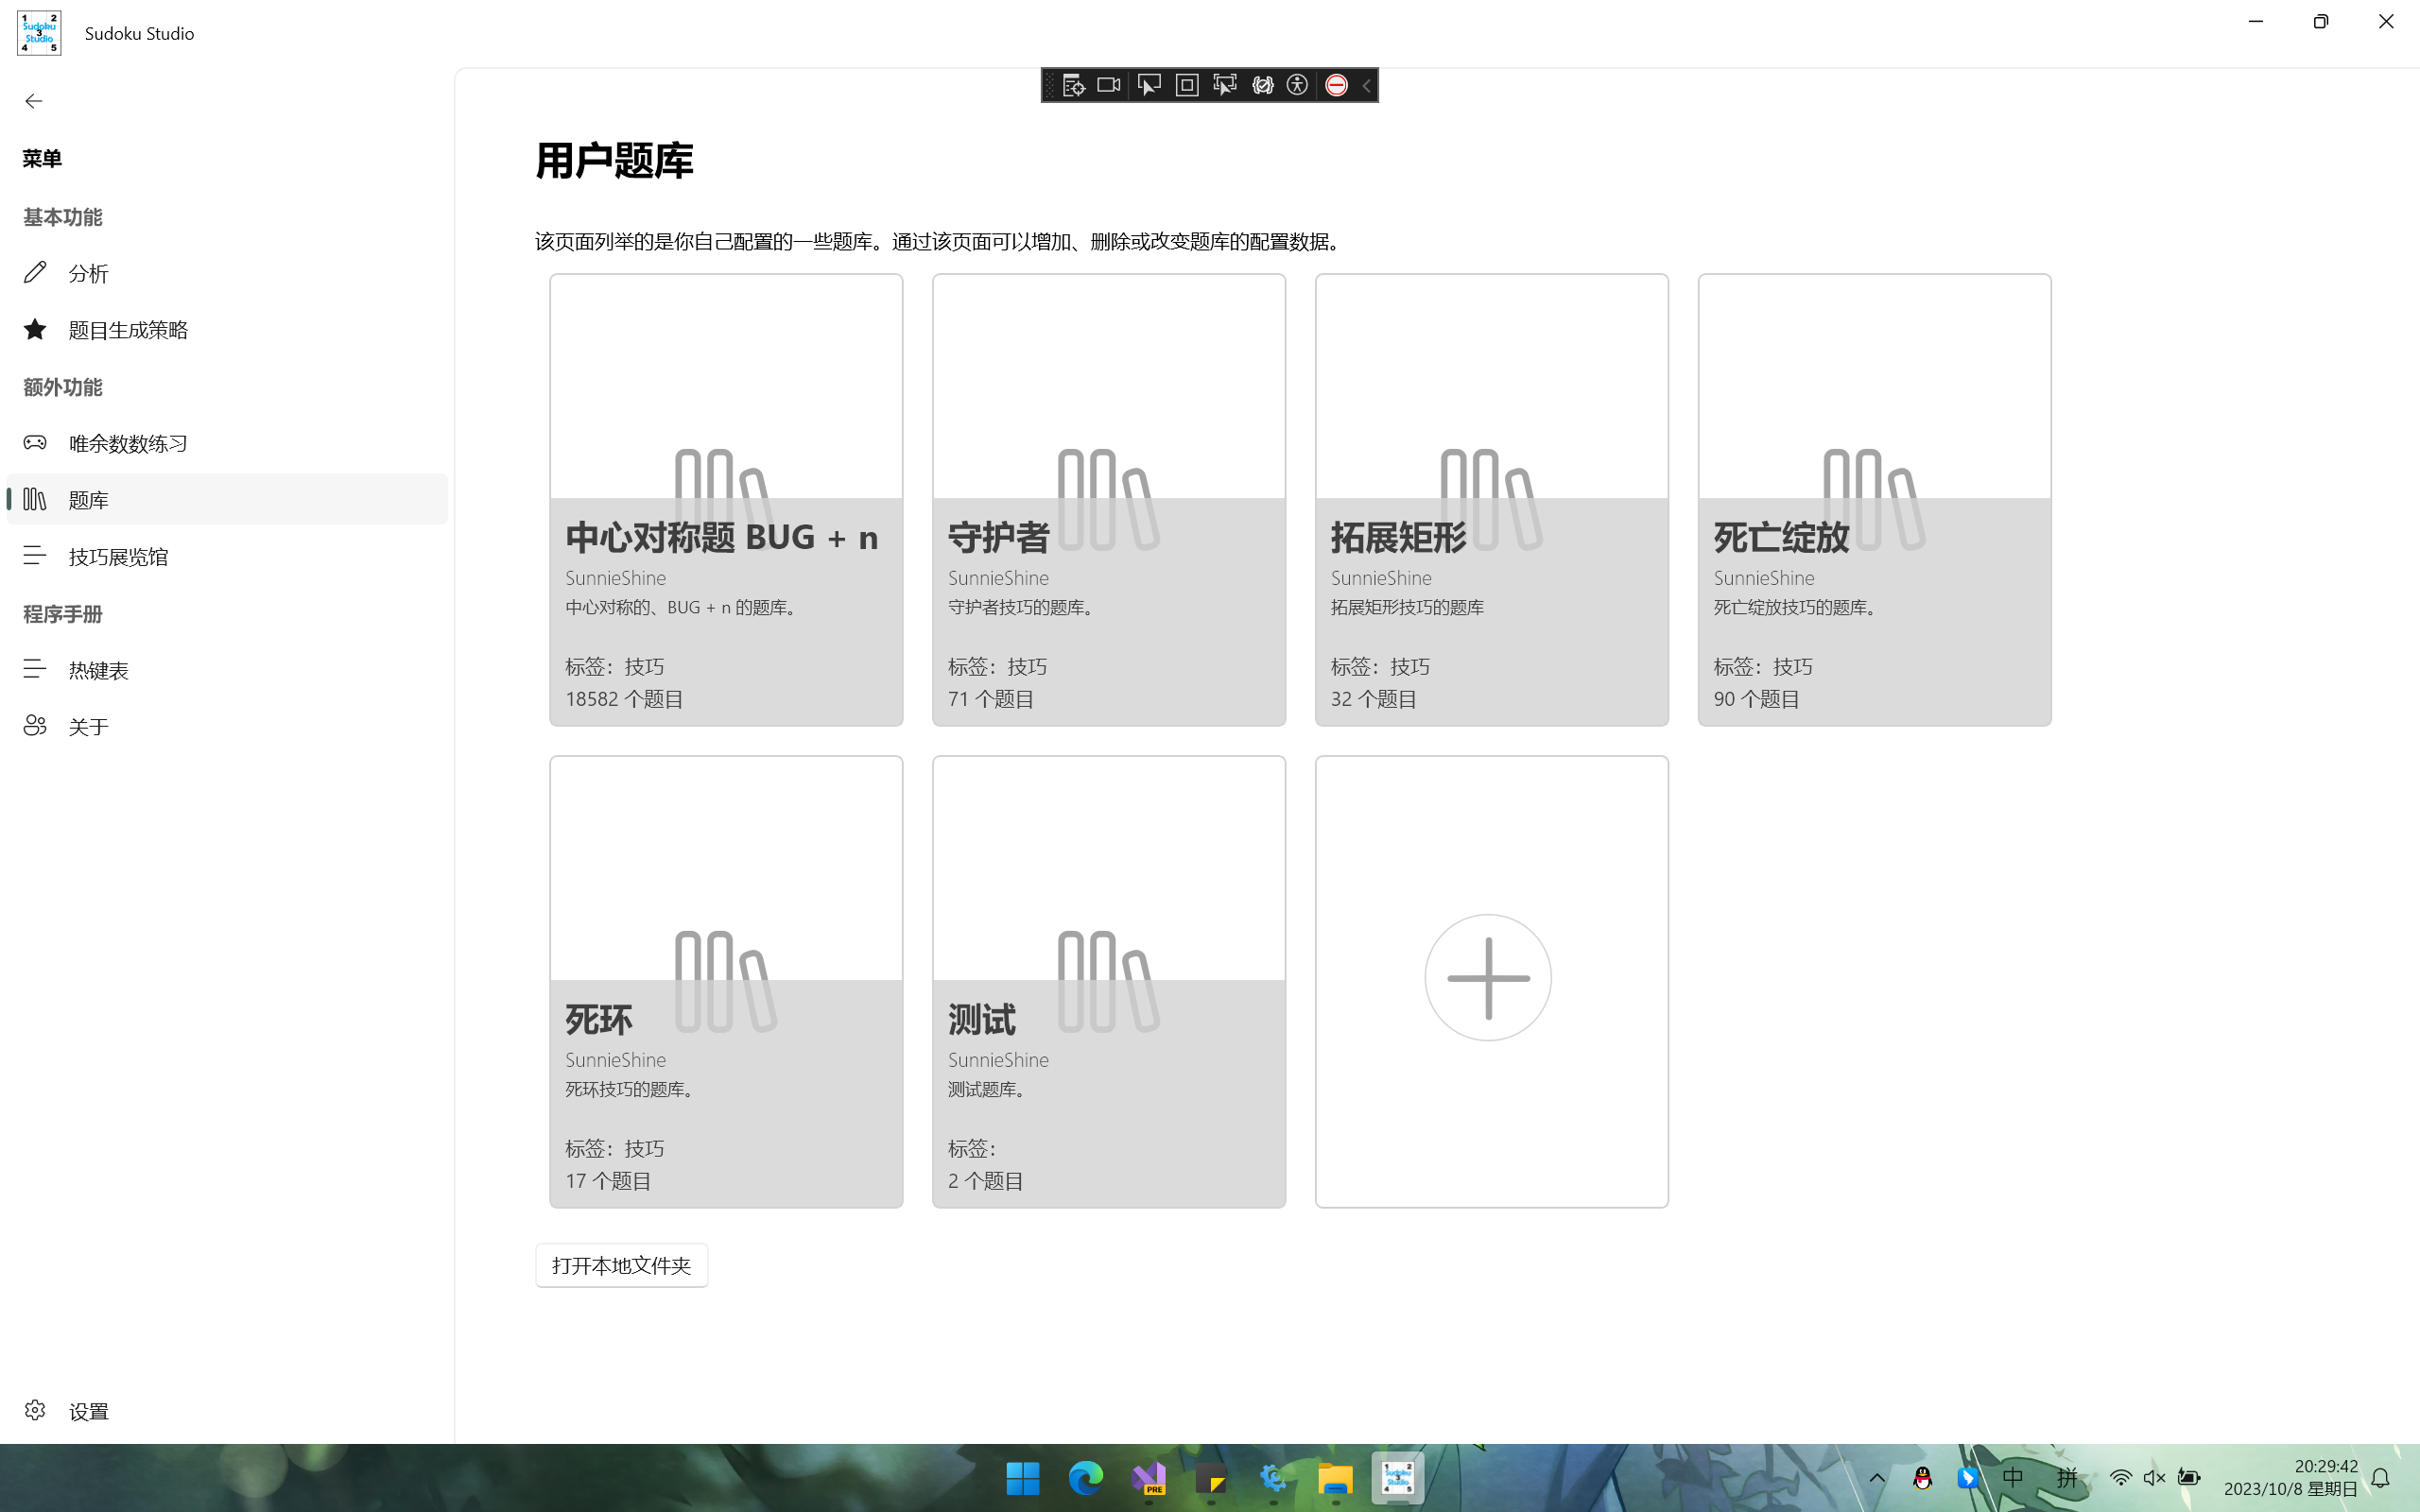 Sudoku Studio
菜单
基本功能
分析
题目生成策略
额外功能
唯余数数练习
题库
技巧展览馆
程序手册
热键表
关于
设置
用户题库
该页面列举的是你自己配置的一些题库。通过该页面可以增加、删除或改变题库的配置数据。
中心对称题 BUG + n
SunnieShine
中心对称的、BUG + n 的题库。
标签：技巧
18582 个题目
守护者
SunnieShine
守护者技巧的题库。
标签：技巧
71 个题目
拓展矩形
SunnieShine
拓展矩形技巧的题库
标签：技巧
32 个题目
死亡绽放
SunnieShine
死亡绽放技巧的题库。
标签：技巧
90 个题目
死环
SunnieShine
死环技巧的题库。
标签：技巧
17 个题目
测试
SunnieShine
测试题库。
标签：
2 个题目
打开本地文件夹
PRE
1 2
Sudoku
3
Studio
4 5
中
拼
20:29:42
2023/10/8 星期日